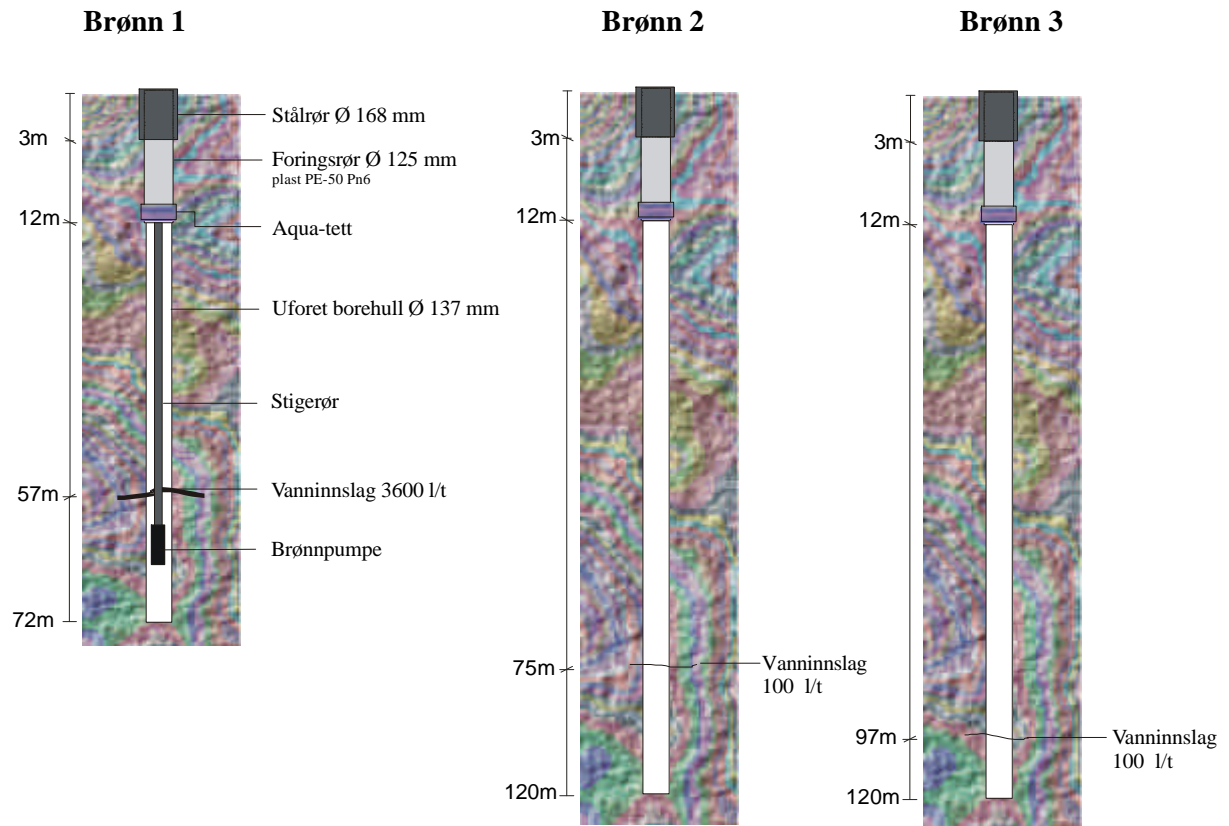 Brønn 1
3m
12m
57m
72m
Stålrør Ø 168 mm
Foringsrør Ø 125 mm
plast PE-50 Pn6
Aqua-tett
Uforet borehull Ø 137 mm
Stigerør
Vanninnslag 3600 l/t
Brønnpumpe
Brønn 2
3m
12m
75m
120m
Vanninnslag
100 l/t
Brønn 3
3m
12m
97m
120m
Vanninnslag
100 l/t